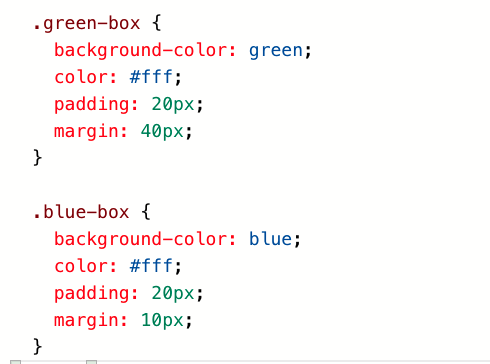 .green-box {
  background-color: green;
  color: #fff;
  padding: 20px;
  margin: 40px;
}

.blue-box {
  background-color: blue;
  color: #fff;
  padding: 20px;
  margin: 10px;
}